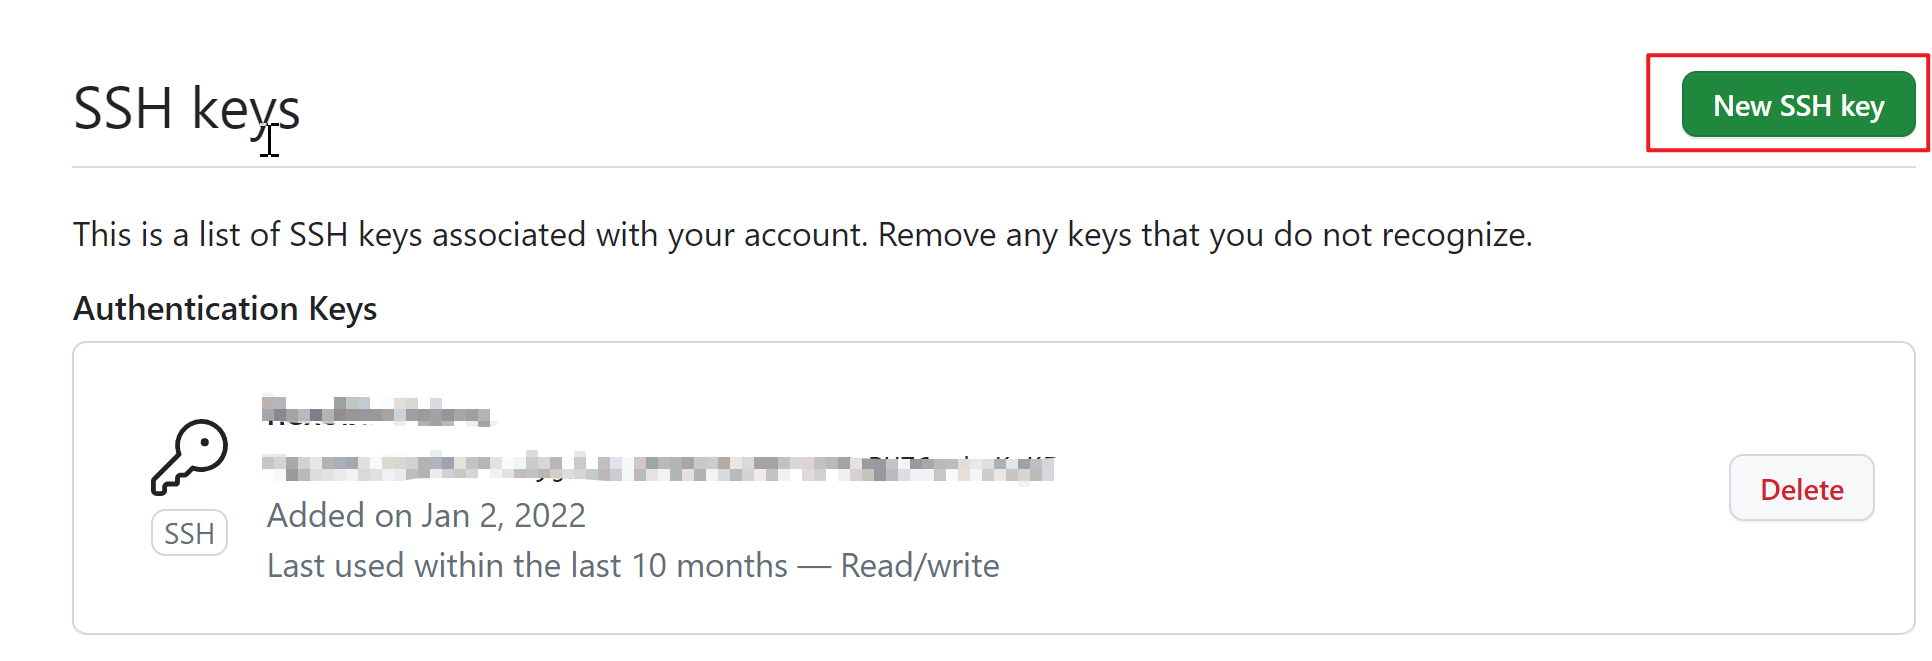 SSH keys
New SSH key
This is a list of SSH keys associated with your account. Remove any keys that you do not recognize.
Authentication Keys
SSH
Added on Jan 2, 2022
Last used within the last 10 months — Read/write
Delete